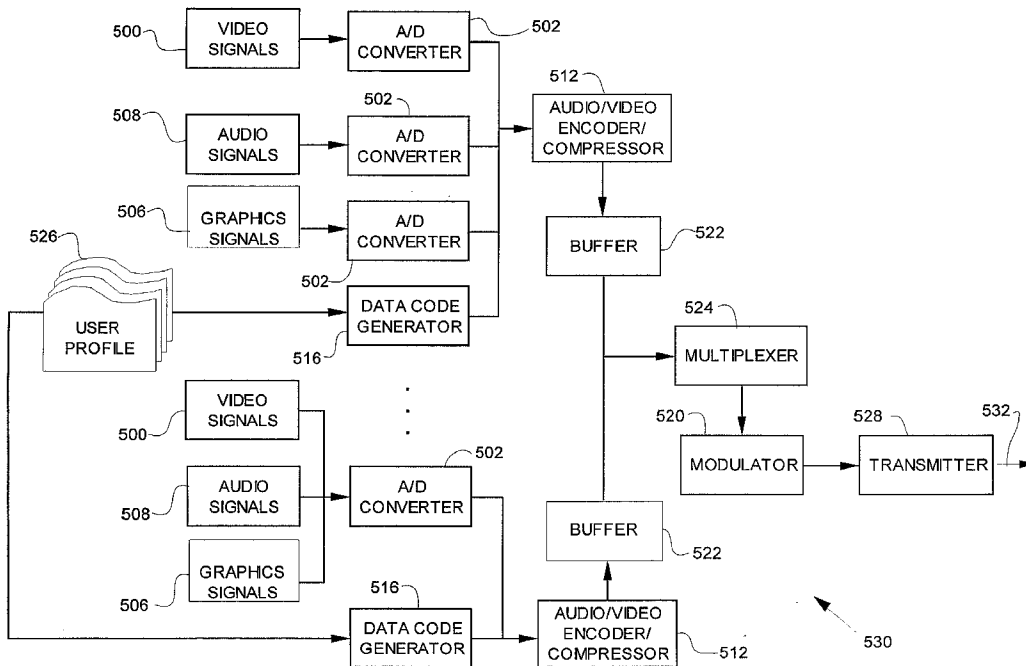 500
VIDEO
SIGNALS
A/D
CONVERTER
502
508
AUDIO
SIGNALS
502
A/D
CONVERTER
512
AUDIO/VIDEO
ENCODER/
COMPRESSOR
506
GRAPHICS
SIGNALS
A/D
CONVERTER
502
BUFFER
522
526
USER
PROFILE
DATA CODE
GENERATOR
516
524
MULTIPLEXER
500
VIDEO
SIGNALS
508
AUDIO
SIGNALS
506
GRAPHICS
SIGNALS
502
A/D
CONVERTER
520
MODULATOR
528
TRANSMITTER
532
BUFFER
522
516
DATA CODE
GENERATOR
AUDIO/VIDEO
ENCODER/
COMPRESSOR
512
530